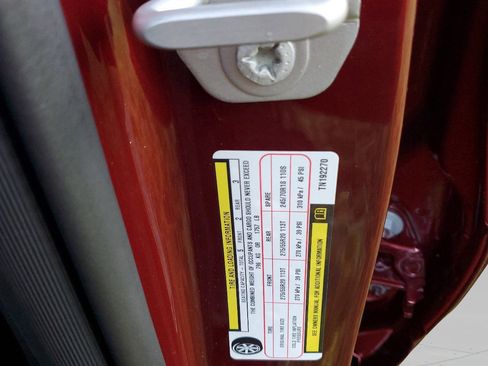 TIRE AND LOADING INFORMATION
SEATING CAPACITY - TOTAL 5 FRONT 2 REAR 3
THE COMBINED WEIGHT OF OCCUPANTS AND CARGO SHOULD NEVER EXCEED
796 KG OR 1757 LB
TIRE FRONT REAR SPARE
ORIGINAL TIRE SIZE 275/55R20 113T 275/55R20 113T 245/70R18 110S
COLD TIRE INFLATION PRESSURE 270 kPa / 39 PSI 270 kPa / 39 PSI 310 kPa / 45 PSI
SEE OWNERS MANUAL FOR ADDITIONAL INFORMATION
TN192270